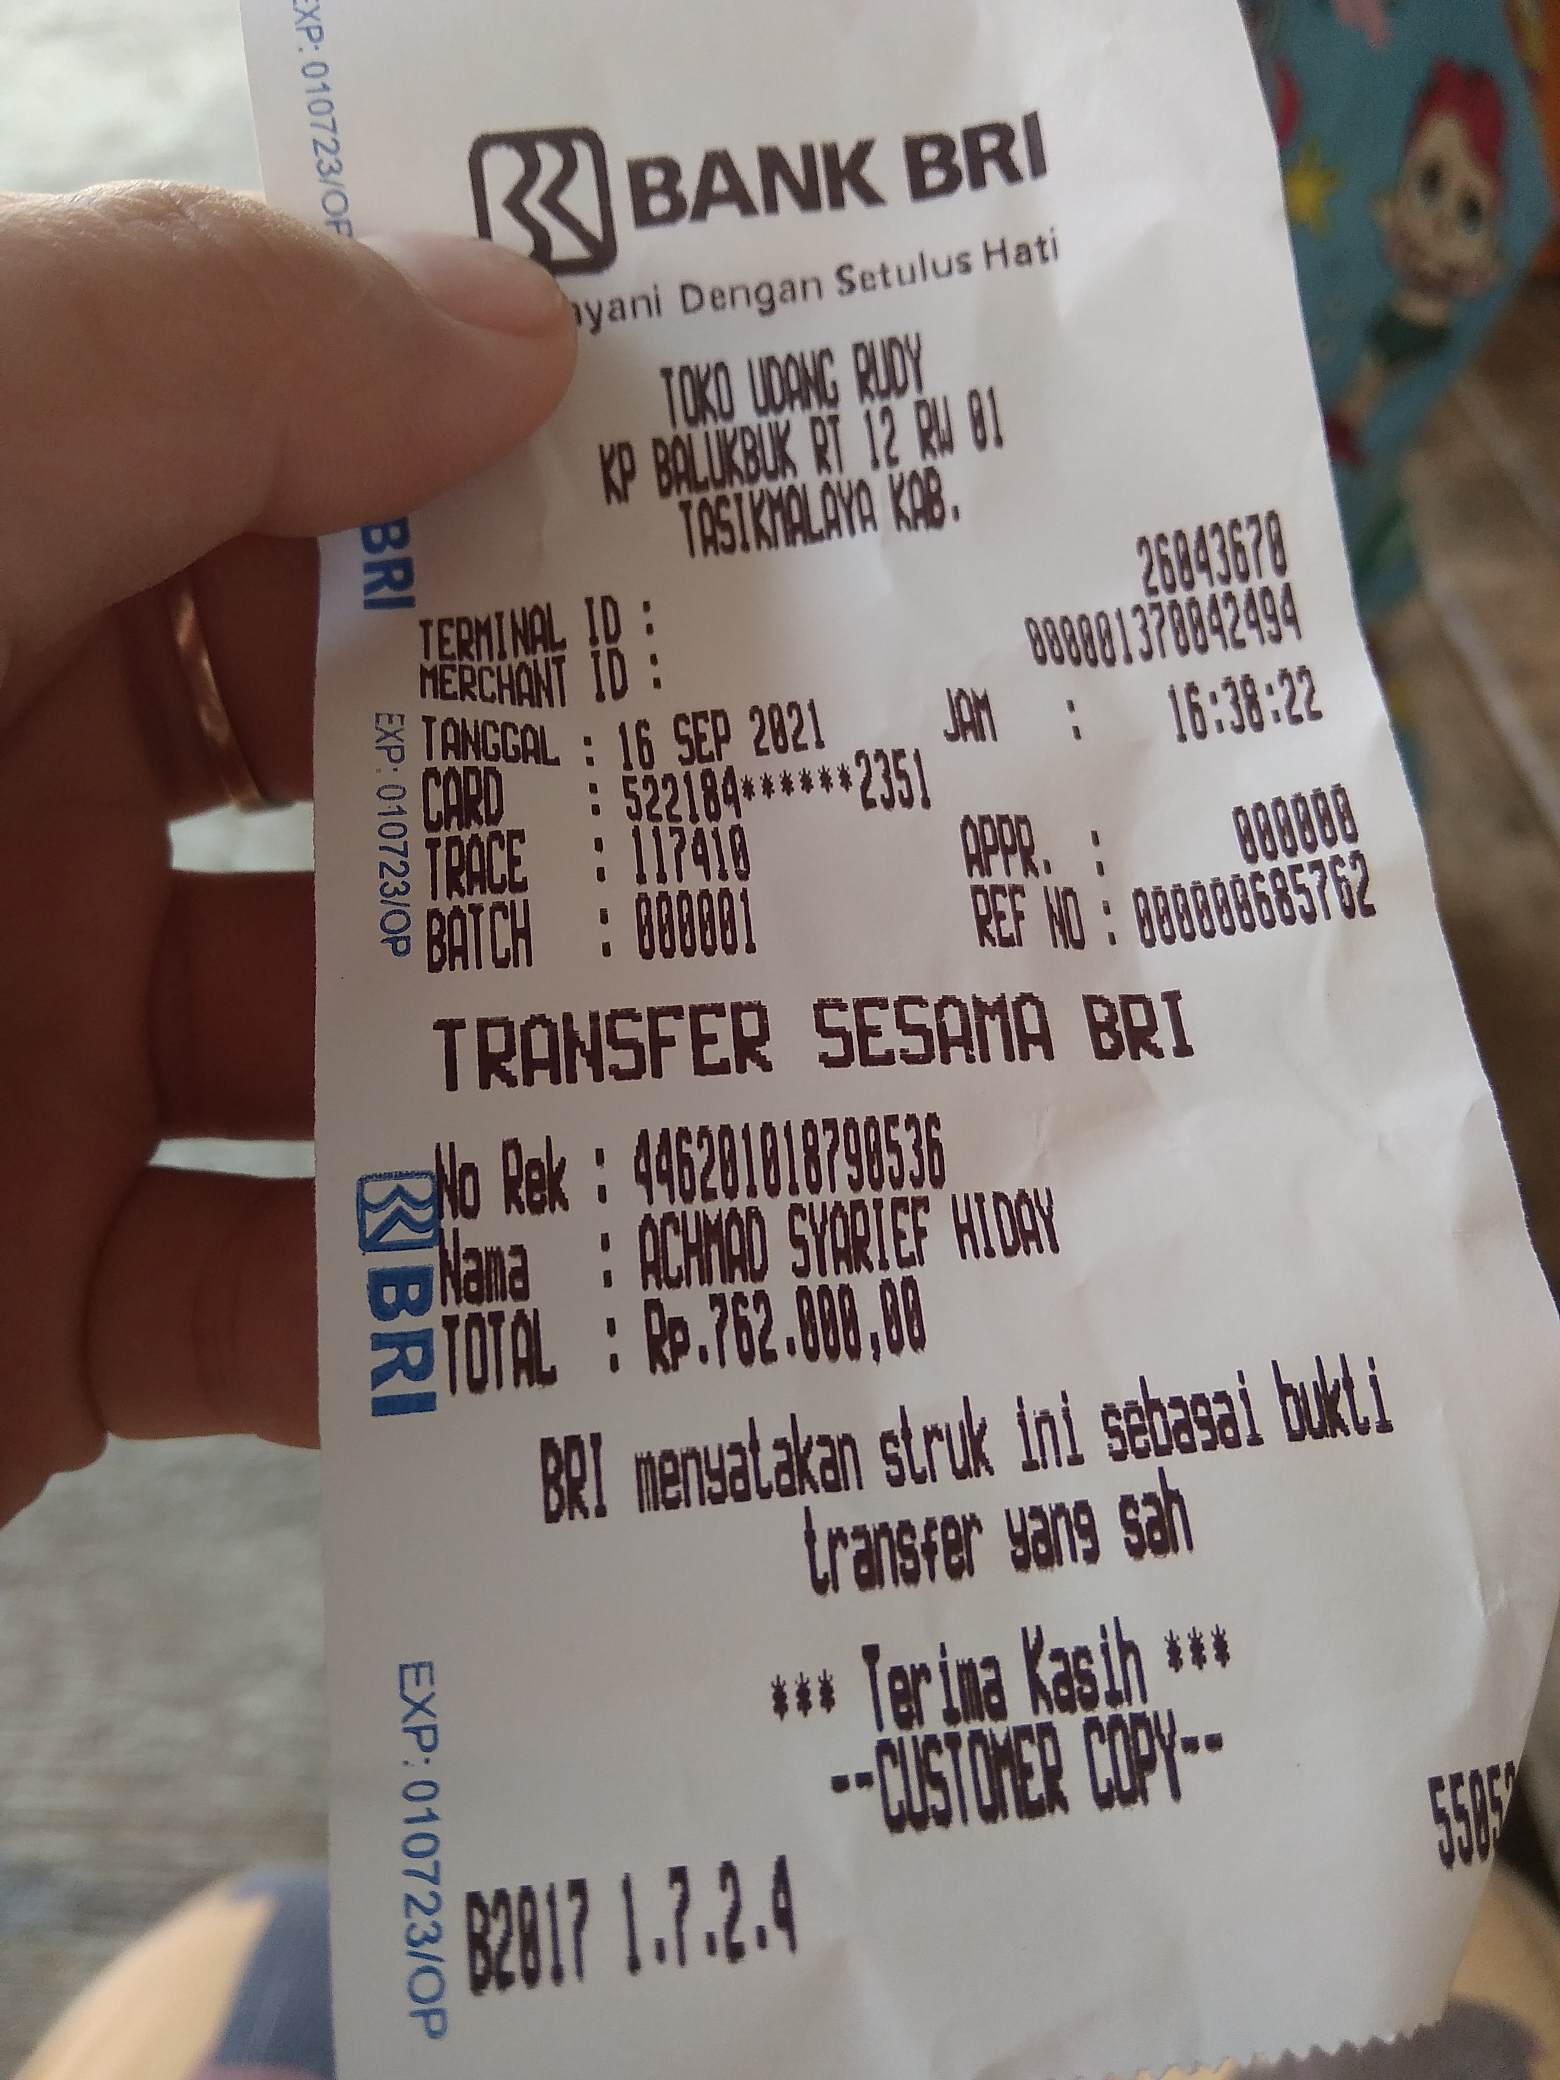 BANK BRI
Dengan Setulus Hati
TOKO UDANG RUDY
KP BALUKBUK RT 12 RW 01
TASIKMALAYA KAB.
TERMINAL ID : 26043670
MERCHANT ID : 000001370042494
TANGGAL : 16 SEP 2021 JAM : 16:38:22
CARD : 522184******2351
TRACE : 117410 APPR. : 000000
BATCH : 000001 REF NO : 000000685762
TRANSFER SESAMA BRI
No Rek : 446201018790536
Nama : ACHMAD SYARIEF HIDAY
TOTAL : Rp.762.000,00
BRI menyatakan struk ini sebagai bukti
transfer yang sah
*** Terima Kasih ***
--CUSTOMER COPY--
B2017 1.7.2.4
BRI
EXP: 010723/OP
BRI
EXP: 010723/OP